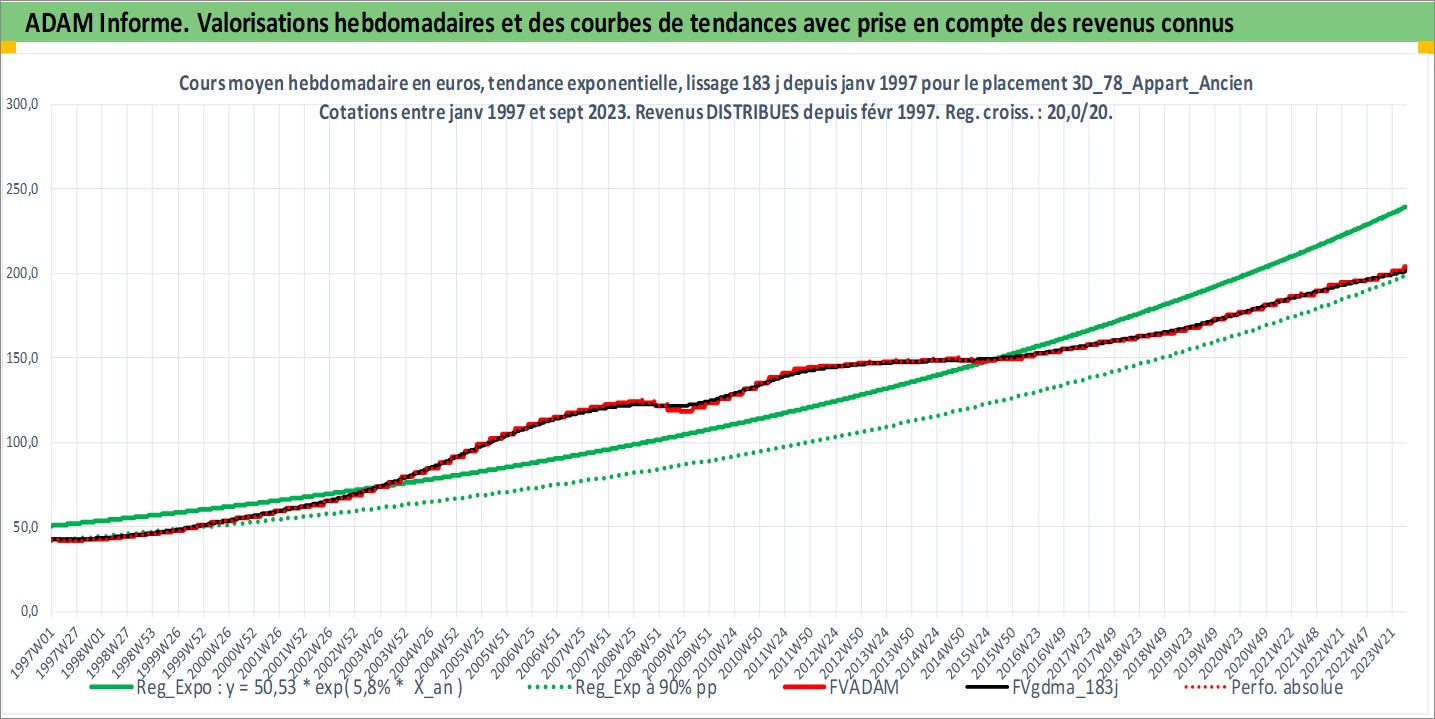 ADAM Informe. Valorisations hebdomadaires et des courbes de tendances avec prise en compte des revenus connus
Cours moyen hebdomadaire en euros, tendance exponentielle, lissage 183 j depuis janv 1997 pour le placement 3D_78_Appart_Ancien
Cotations entre janv 1997 et sept 2023. Revenus DISTRIBUES depuis févr 1997. Reg. croiss. : 20,0/20.
300,0
250,0
200,0
150,0
100,0
50,0
0,0
1997W01
1997W27
1998W01
1998W27
1998W53
1999W26
1999W52
2000W26
2000W52
2001W26
2001W52
2002W26
2002W52
2003W26
2003W52
2004W26
2004W52
2005W25
2005W51
2006W25
2006W51
2007W25
2007W51
2008W25
2008W51
2009W25
2009W51
2010W24
2010W50
2011W24
2011W50
2012W24
2012W50
2013W24
2013W50
2014W24
2014W50
2015W24
2015W50
2016W23
2016W49
2017W23
2017W49
2018W23
2018W49
2019W23
2019W49
2020W23
2020W49
2021W22
2021W48
2022W21
2022W47
2023W21
Reg_Expo : y = 50,53 * exp( 5,8% * X_an )
Reg_Exp à 90% pp
FVADAM
FVgdma_183j
Perfo. absolue